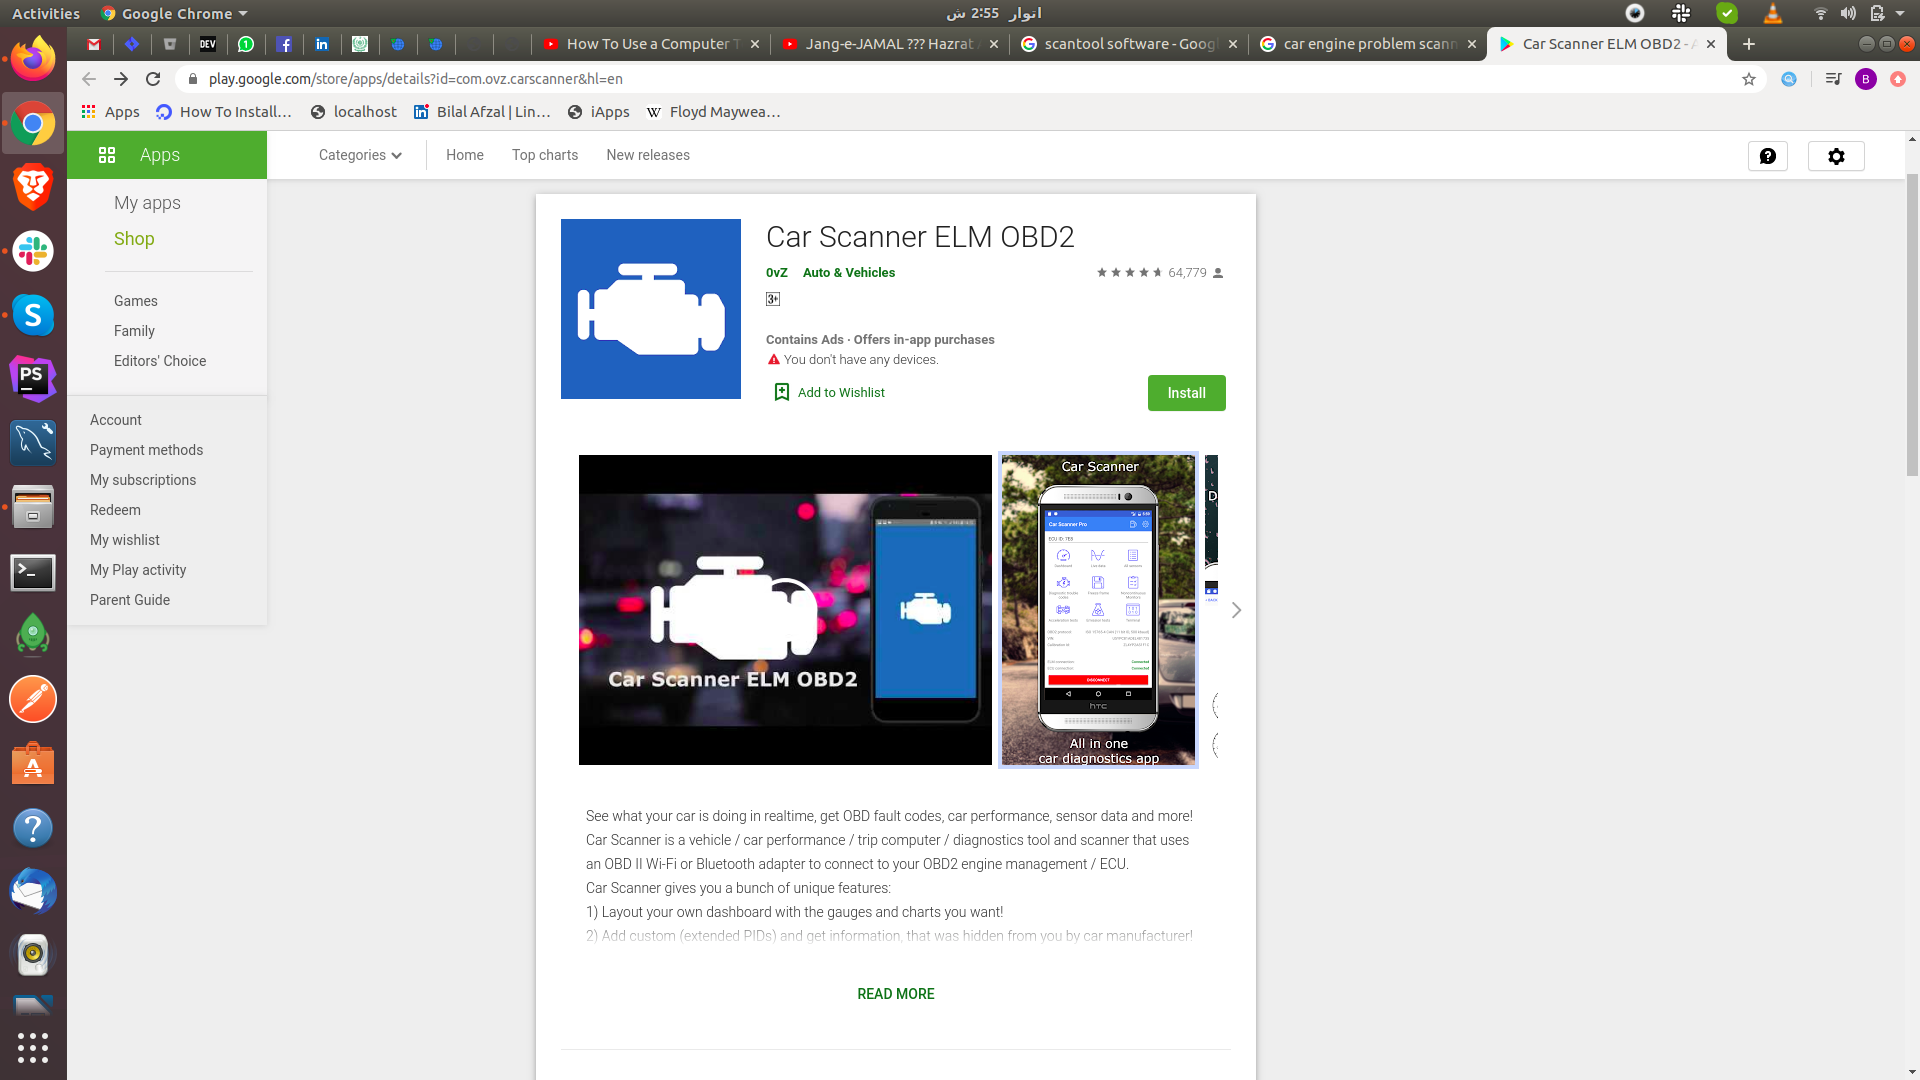 Activities
Google Chrome
اتوار  2:55 ش
How To Use a Computer T
Jang-e-JAMAL ??? Hazrat
scantool software - Goog
car engine problem scann
Car Scanner ELM OBD2 - A
play.google.com/store/apps/details?id=com.ovz.carscanner&hl=en
B
Apps
How To Install...
localhost
Bilal Afzal | Lin...
iApps
Floyd Maywea...
Apps
Categories
Home
Top charts
New releases
My apps
Shop
Games
Family
Editors' Choice
Account
Payment methods
My subscriptions
Redeem
My wishlist
My Play activity
Parent Guide
Car Scanner ELM OBD2
0vZ
Auto & Vehicles
64,779
3+
Contains Ads · Offers in-app purchases
You don't have any devices.
Add to Wishlist
Install
Car Scanner ELM OBD2
Car Scanner
Car Scanner Pro
DISCONNECT
htc
All in one
car diagnostics app
See what your car is doing in realtime, get OBD fault codes, car performance, sensor data and more!
Car Scanner is a vehicle / car performance / trip computer / diagnostics tool and scanner that uses
an OBD II Wi-Fi or Bluetooth adapter to connect to your OBD2 engine management / ECU.
Car Scanner gives you a bunch of unique features:
1) Layout your own dashboard with the gauges and charts you want!
2) Add custom (extended PIDs) and get information, that was hidden from you by car manufacturer!
READ MORE